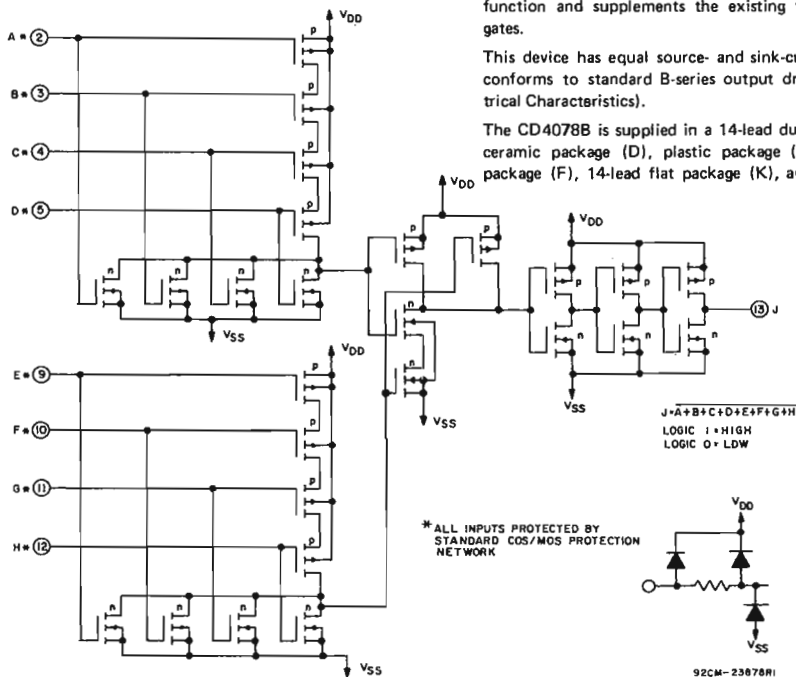 function and supplements the existing
gates.
This device has equal source- and sink-c
conforms to standard B-series output dr
trical Characteristics).
The CD4078B is supplied in a 14-lead du
ceramic package (D), plastic package (
package (F), 14-lead flat package (K), a
VDD
A * 2
p
B * 3
p
C * 4
p
D * 5
p
n n n n
VSS
VDD
p p
n
n
VSS
VDD
p p p
n n n
13 J
VSS
J=A+B+C+D+E+F+G+H
LOGIC 1 = HIGH
LOGIC 0 = LOW
VDD
E * 9
p
F * 10
p
G * 11
p
H * 12
p
n n n n
VSS
* ALL INPUTS PROTECTED BY
STANDARD COS/MOS PROTECTION
NETWORK
VDD
VSS
92CM-23878R1